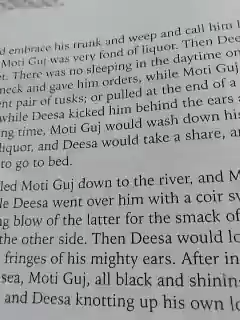 embrace his trunk and weep and call him
Moti Guj was very fond of liquor. Then Dee
There was no sleeping in the daytime on
neck and gave him orders, while Moti Guj
pair of tusks; or pulled at the end of a
while Deesa kicked him behind the ears a
ng time, Moti Guj would wash down his
liquor, and Deesa would take a share, an
to go to bed.
led Moti Guj down to the river, and M
le Deesa went over him with a coir sw
ng blow of the latter for the smack of
the other side. Then Deesa would lo
fringes of his mighty ears. After in
sea, Moti Guj, all black and shinin
and Deesa knotting up his own lo